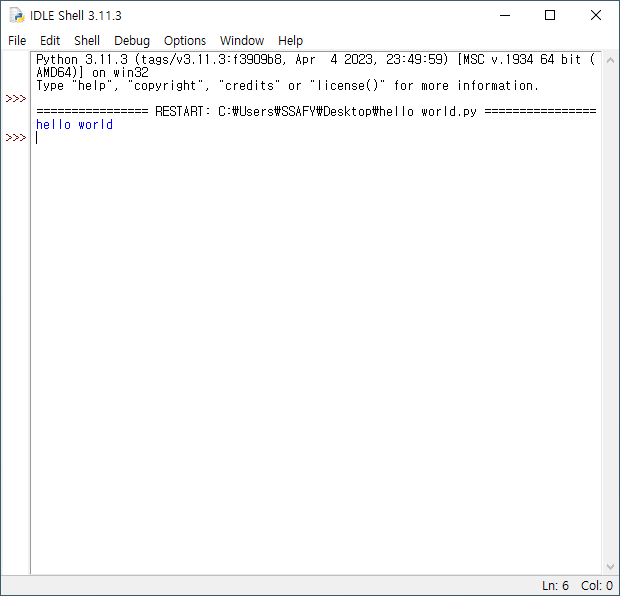 IDLE Shell 3.11.3
File Edit Shell Debug Options Window Help
Python 3.11.3 (tags/v3.11.3:f3909b8, Apr  4 2023, 23:49:59) [MSC v.1934 64 bit (
AMD64)] on win32
Type "help", "copyright", "credits" or "license()" for more information.
>>>
================ RESTART: C:₩Users₩SSAFY₩Desktop₩hello world.py ================
hello world
>>>
Ln: 6 Col: 0